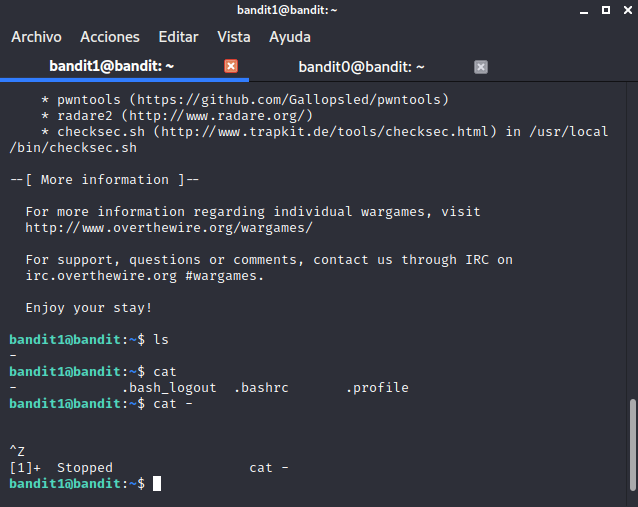 bandit1@bandit: ~
Archivo Acciones Editar Vista Ayuda
bandit1@bandit: ~ bandit0@bandit: ~
* pwntools (https://github.com/Gallopsled/pwntools)
* radare2 (http://www.radare.org/)
* checksec.sh (http://www.trapkit.de/tools/checksec.html) in /usr/local
/bin/checksec.sh
--[ More information ]--
For more information regarding individual wargames, visit
http://www.overthewire.org/wargames/
For support, questions or comments, contact us through IRC on
irc.overthewire.org #wargames.
Enjoy your stay!
bandit1@bandit:~$ ls
-
bandit1@bandit:~$ cat
- .bash_logout .bashrc .profile
bandit1@bandit:~$ cat -
^Z
[1]+ Stopped cat -
bandit1@bandit:~$